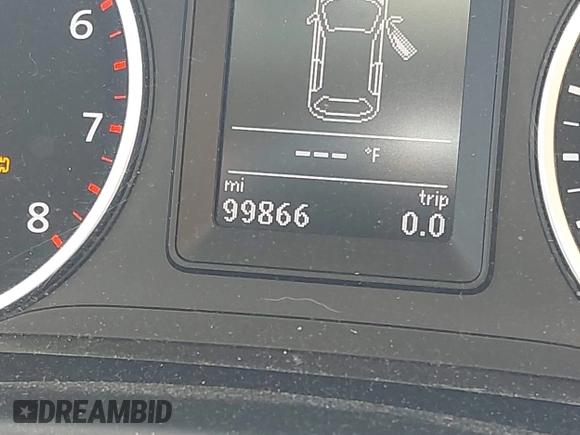 6
7
8
--- °F
mi trip
99866 0.0
DREAMBID